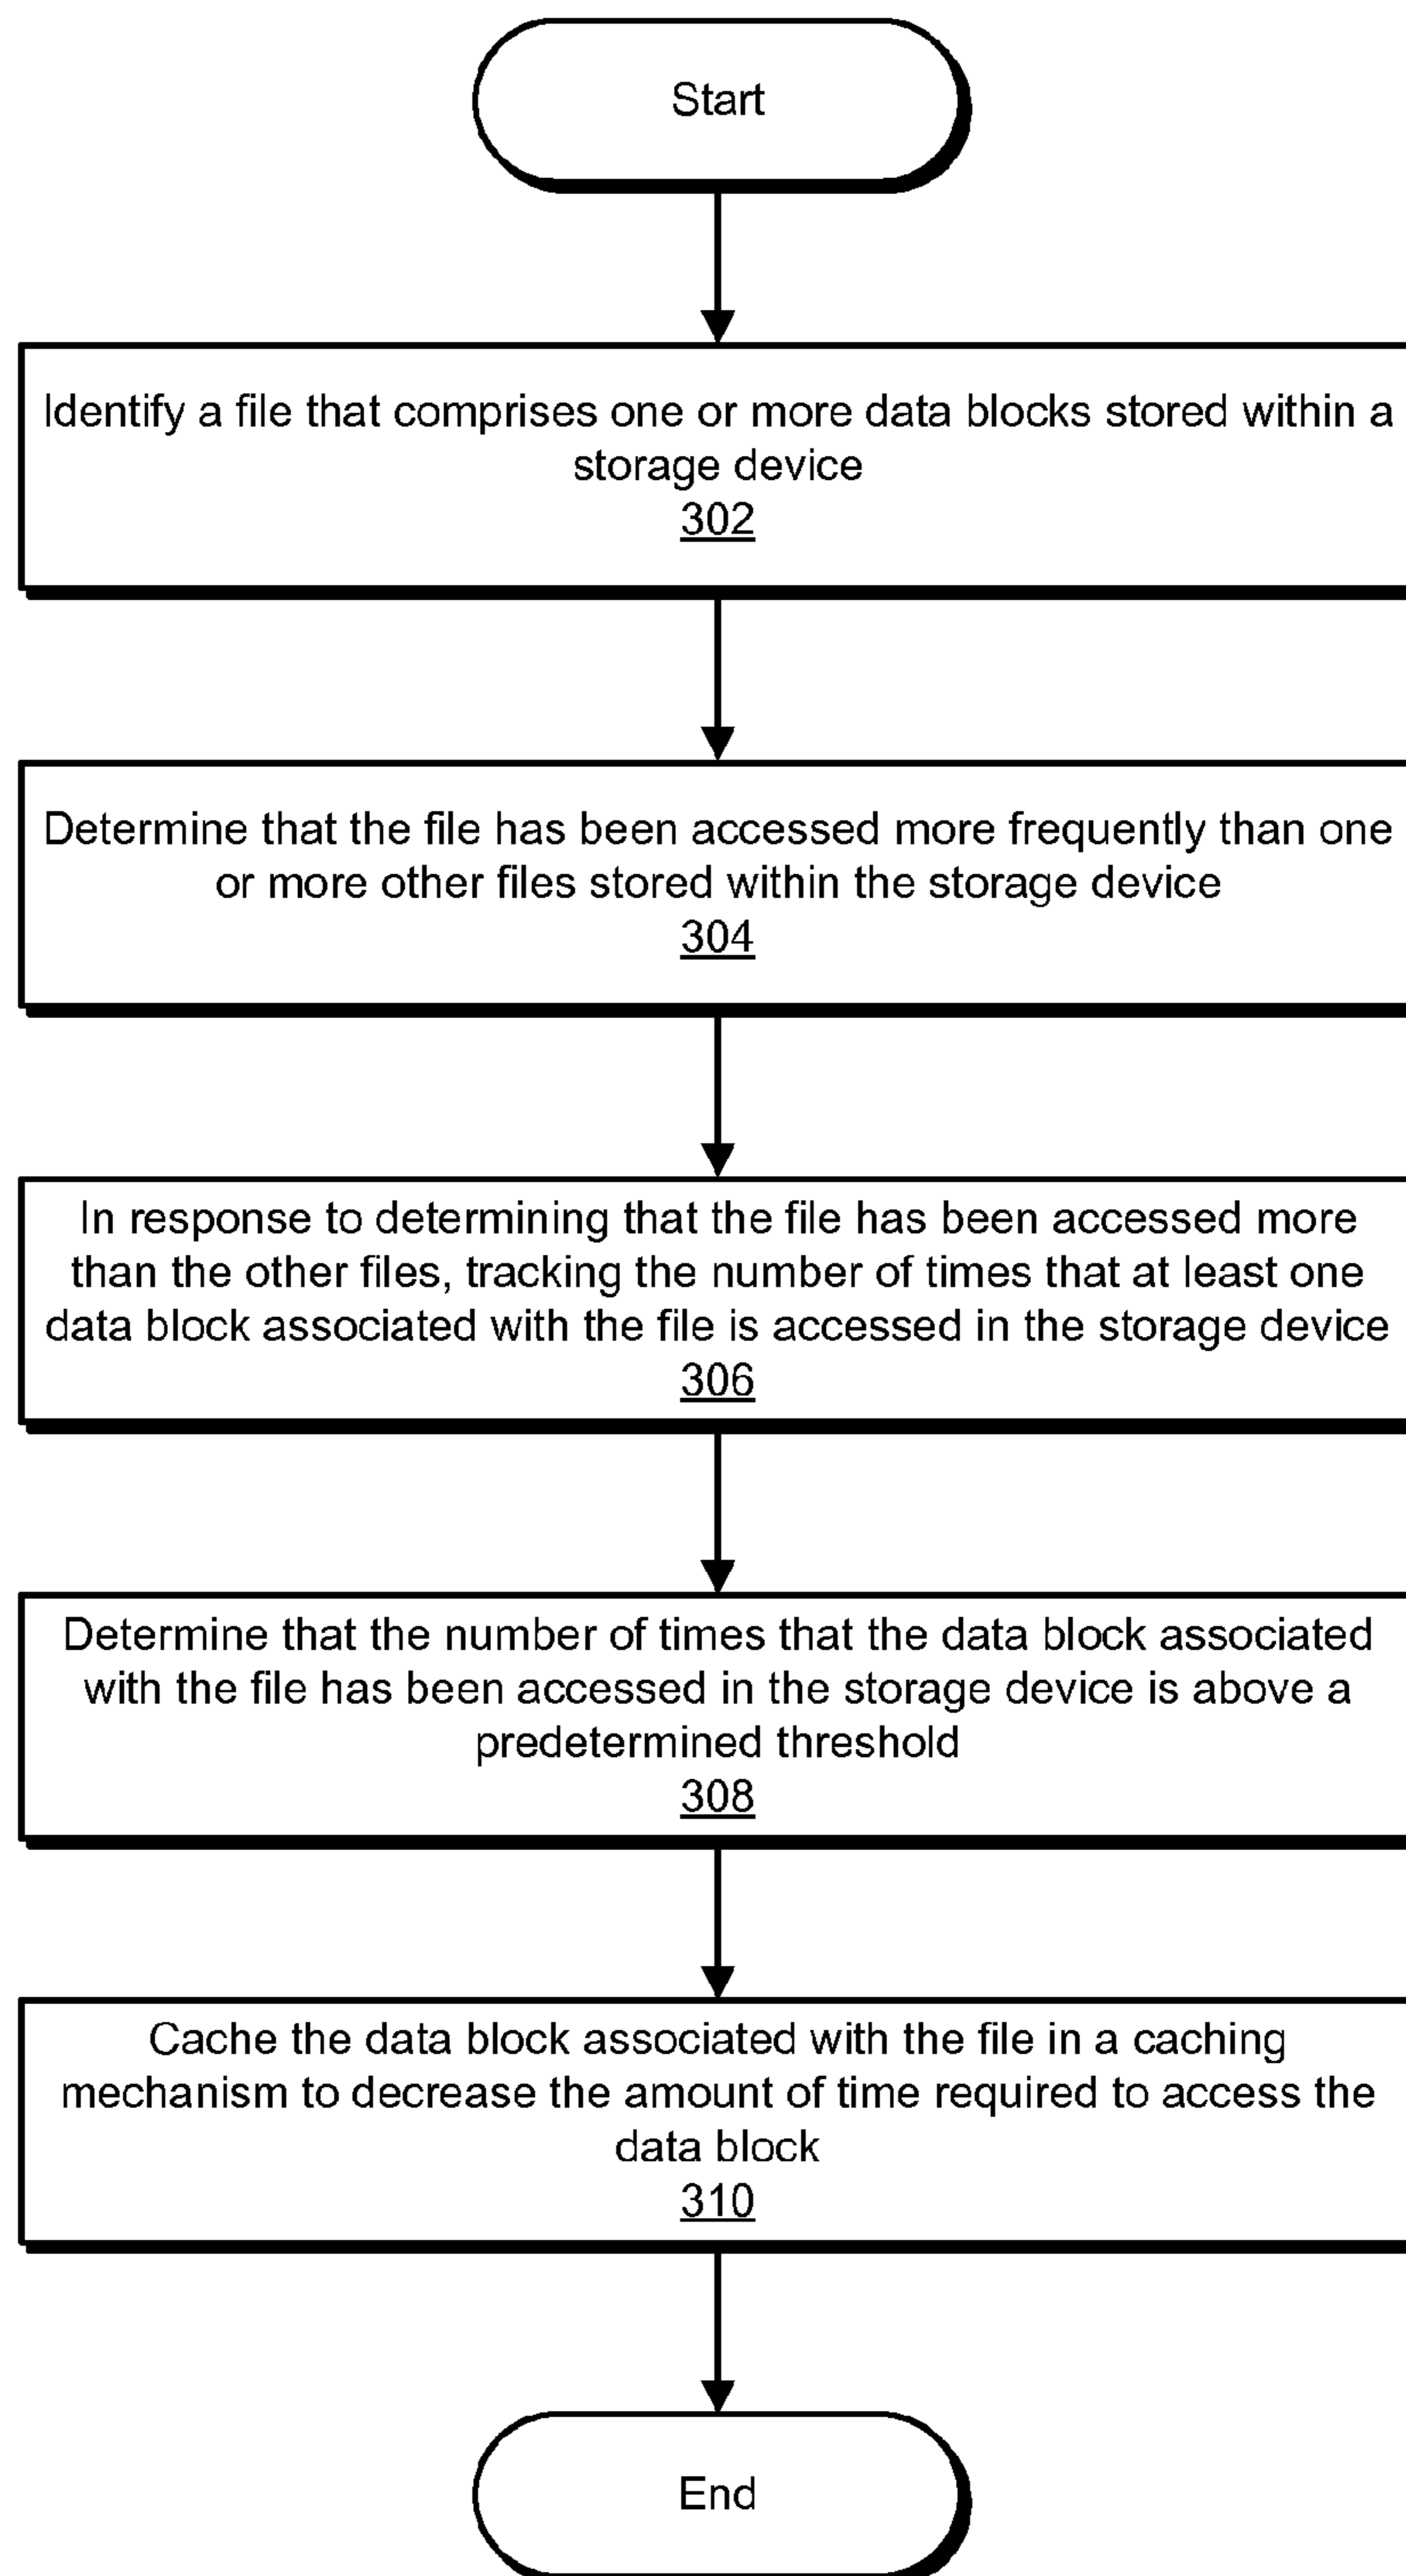 Start
Identify a file that comprises one or more data blocks stored within a
storage device
302
Determine that the file has been accessed more frequently than one
or more other files stored within the storage device
304
In response to determining that the file has been accessed more
than the other files, tracking the number of times that at least one
data block associated with the file is accessed in the storage device
306
Determine that the number of times that the data block associated
with the file has been accessed in the storage device is above a
predetermined threshold
308
Cache the data block associated with the file in a caching
mechanism to decrease the amount of time required to access the
data block
310
End